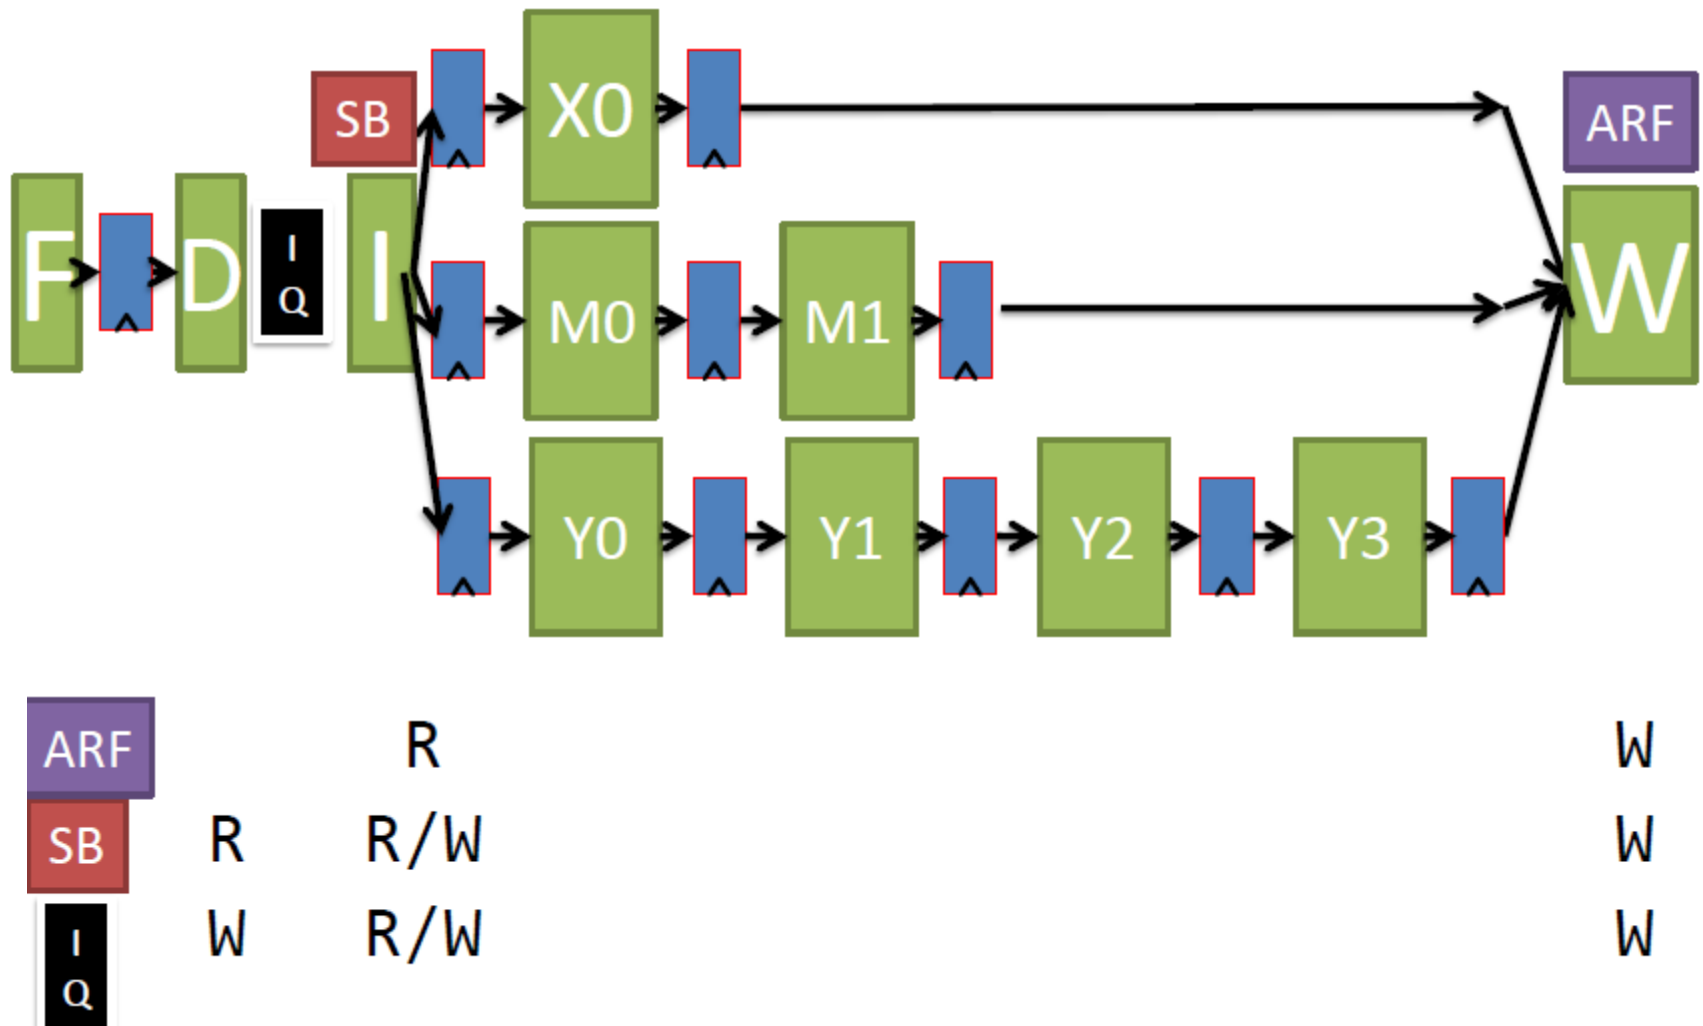 SB X0 ARF
F D I Q I M0 M1 W
Y0 Y1 Y2 Y3
ARF R W
SB R R/W W
I Q W R/W W